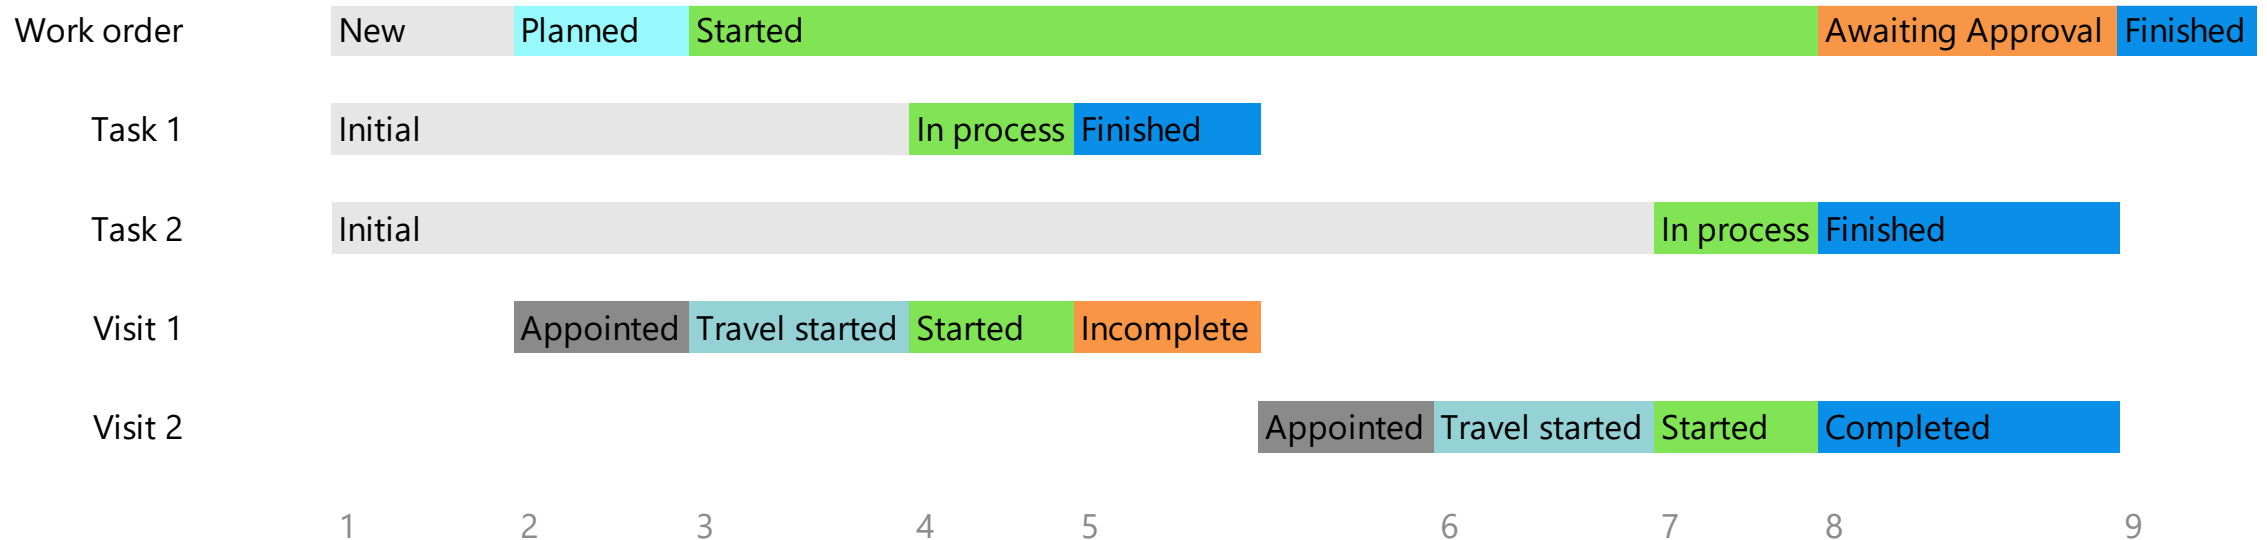 Work order New Planned Started Awaiting Approval Finished
Task 1 Initial In process Finished
Task 2 Initial In process Finished
Visit 1 Appointed Travel started Started Incomplete
Visit 2 Appointed Travel started Started Completed
1 2 3 4 5 6 7 8 9